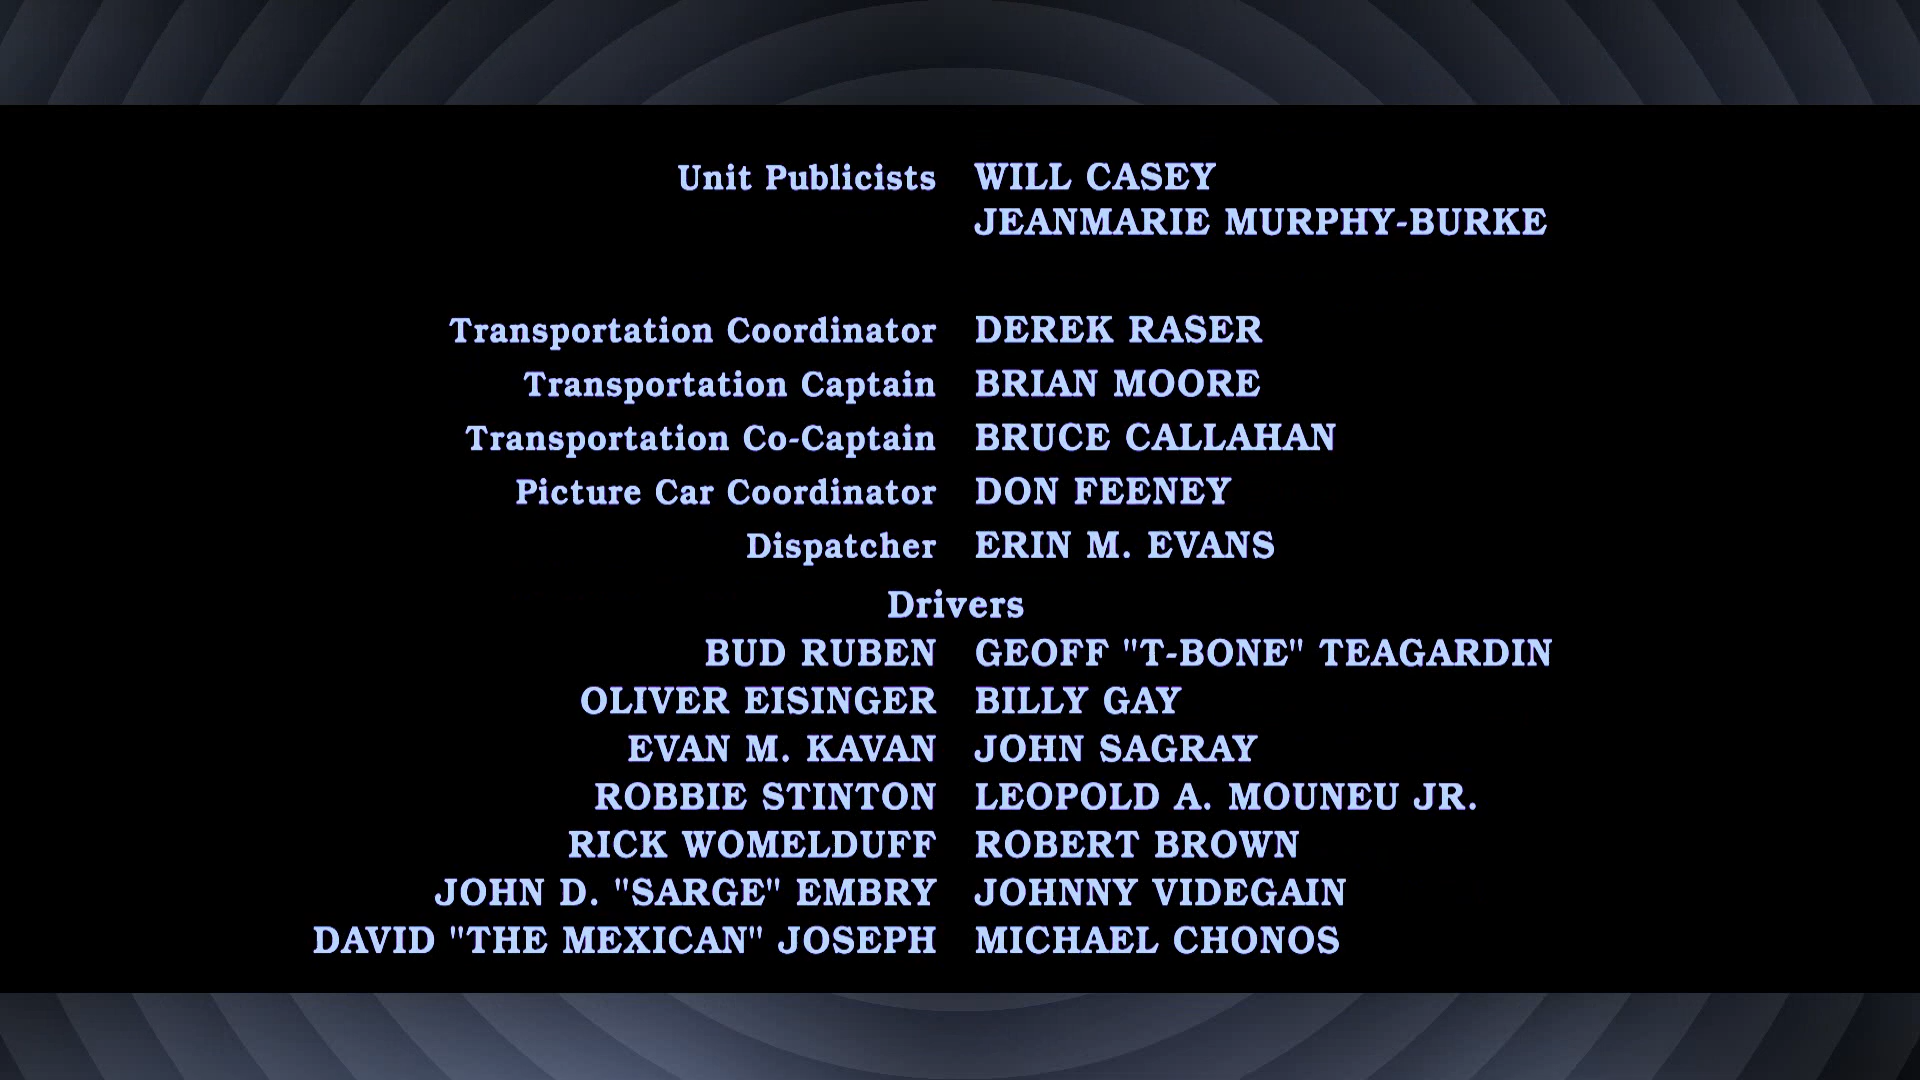 Unit Publicists WILL CASEY
JEANMARIE MURPHY-BURKE
Transportation Coordinator DEREK RASER
Transportation Captain BRIAN MOORE
Transportation Co-Captain BRUCE CALLAHAN
Picture Car Coordinator DON FEENEY
Dispatcher ERIN M. EVANS
Drivers
BUD RUBEN GEOFF "T-BONE" TEAGARDIN
OLIVER EISINGER BILLY GAY
EVAN M. KAVAN JOHN SAGRAY
ROBBIE STINTON LEOPOLD A. MOUNEU JR.
RICK WOMELDUFF ROBERT BROWN
JOHN D. "SARGE" EMBRY JOHNNY VIDEGAIN
DAVID "THE MEXICAN" JOSEPH MICHAEL CHONOS